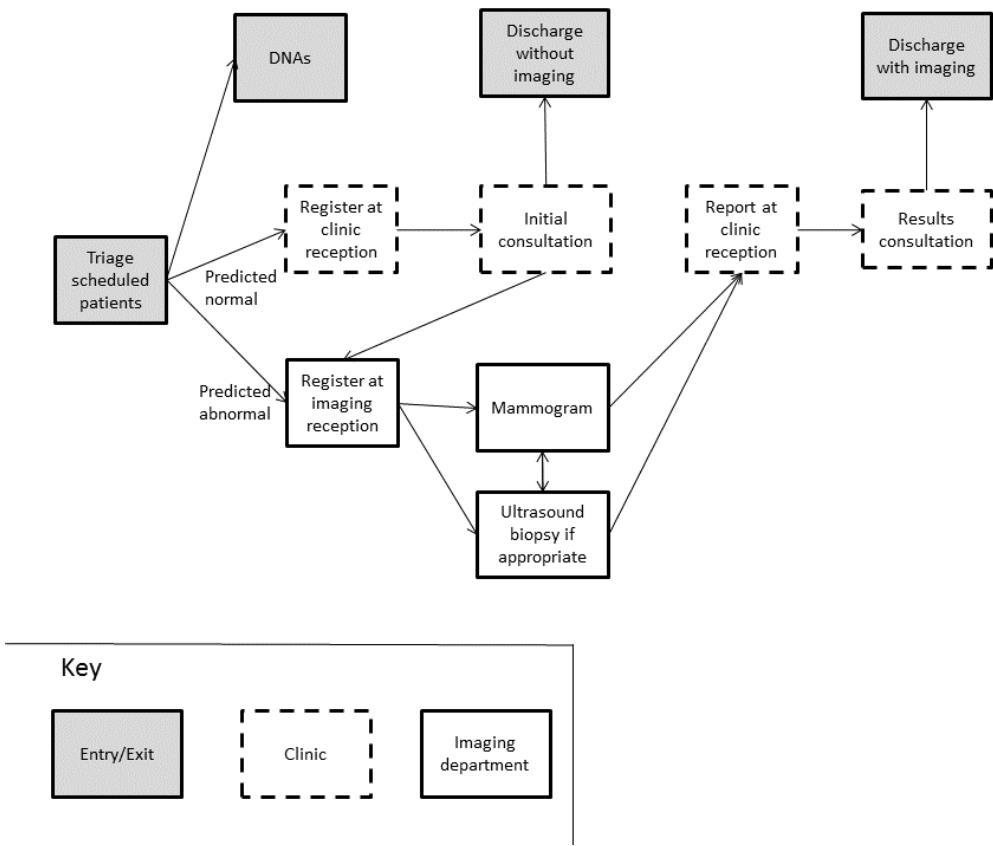 DNAs
Discharge
without
imaging
Discharge
with imaging
Register at
clinic
reception
Initial
consultation
Report at
clinic
reception
Results
consultation
Triage
scheduled
patients
Predicted
normal
Predicted
abnormal
Register at
imaging
reception
Mammogram
Ultrasound
biopsy if
appropriate
Key
Entry/Exit
Clinic
Imaging
department